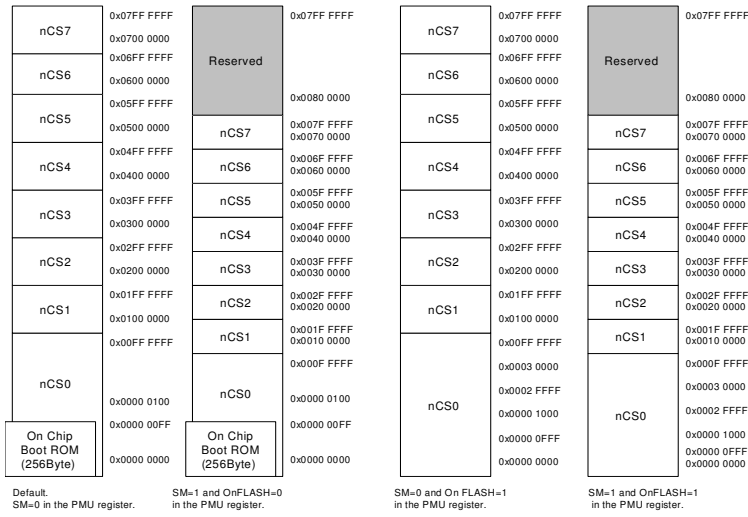 nCS7
0x07FF FFFF
0x0700 0000
nCS6
0x06FF FFFF
0x0600 0000
nCS5
0x05FF FFFF
0x0500 0000
nCS4
0x04FF FFFF
0x0400 0000
nCS3
0x03FF FFFF
0x0300 0000
nCS2
0x02FF FFFF
0x0200 0000
nCS1
0x01FF FFFF
0x0100 0000
nCS0
0x00FF FFFF
0x0000 0100
On Chip
Boot ROM
(256Byte)
0x0000 00FF
0x0000 0000
Default.
SM=0 in the PMU register.
Reserved
0x07FF FFFF
0x0080 0000
nCS7
0x007F FFFF
0x0070 0000
nCS6
0x006F FFFF
0x0060 0000
nCS5
0x005F FFFF
0x0050 0000
nCS4
0x004F FFFF
0x0040 0000
nCS3
0x003F FFFF
0x0030 0000
nCS2
0x002F FFFF
0x0020 0000
nCS1
0x001F FFFF
0x0010 0000
nCS0
0x000F FFFF
0x0000 0100
On Chip
Boot ROM
(256Byte)
0x0000 00FF
0x0000 0000
SM=1 and OnFLASH=0
in the PMU register.
nCS7
0x07FF FFFF
0x0700 0000
nCS6
0x06FF FFFF
0x0600 0000
nCS5
0x05FF FFFF
0x0500 0000
nCS4
0x04FF FFFF
0x0400 0000
nCS3
0x03FF FFFF
0x0300 0000
nCS2
0x02FF FFFF
0x0200 0000
nCS1
0x01FF FFFF
0x0100 0000
nCS0
0x00FF FFFF
0x0003 0000
0x0002 FFFF
0x0000 1000
0x0000 0FFF
0x0000 0000
SM=0 and On FLASH=1
in the PMU register.
Reserved
0x07FF FFFF
0x0080 0000
nCS7
0x007F FFFF
0x0070 0000
nCS6
0x006F FFFF
0x0060 0000
nCS5
0x005F FFFF
0x0050 0000
nCS4
0x004F FFFF
0x0040 0000
nCS3
0x003F FFFF
0x0030 0000
nCS2
0x002F FFFF
0x0020 0000
nCS1
0x001F FFFF
0x0010 0000
nCS0
0x000F FFFF
0x0003 0000
0x0002 FFFF
0x0000 1000
0x0000 0FFF
0x0000 0000
SM=1 and OnFLASH=1
in the PMU register.